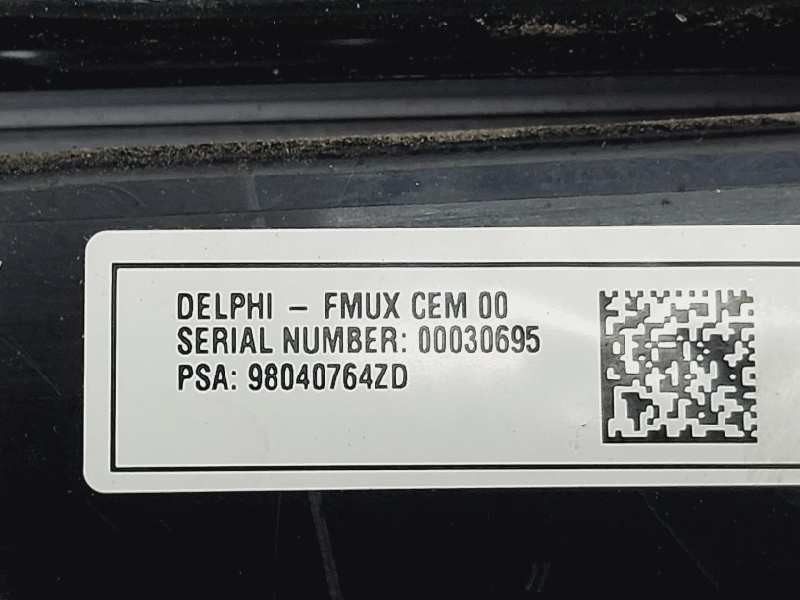 DELPHI – FMUX CEM 00
SERIAL NUMBER: 00030695
PSA: 98040764ZD